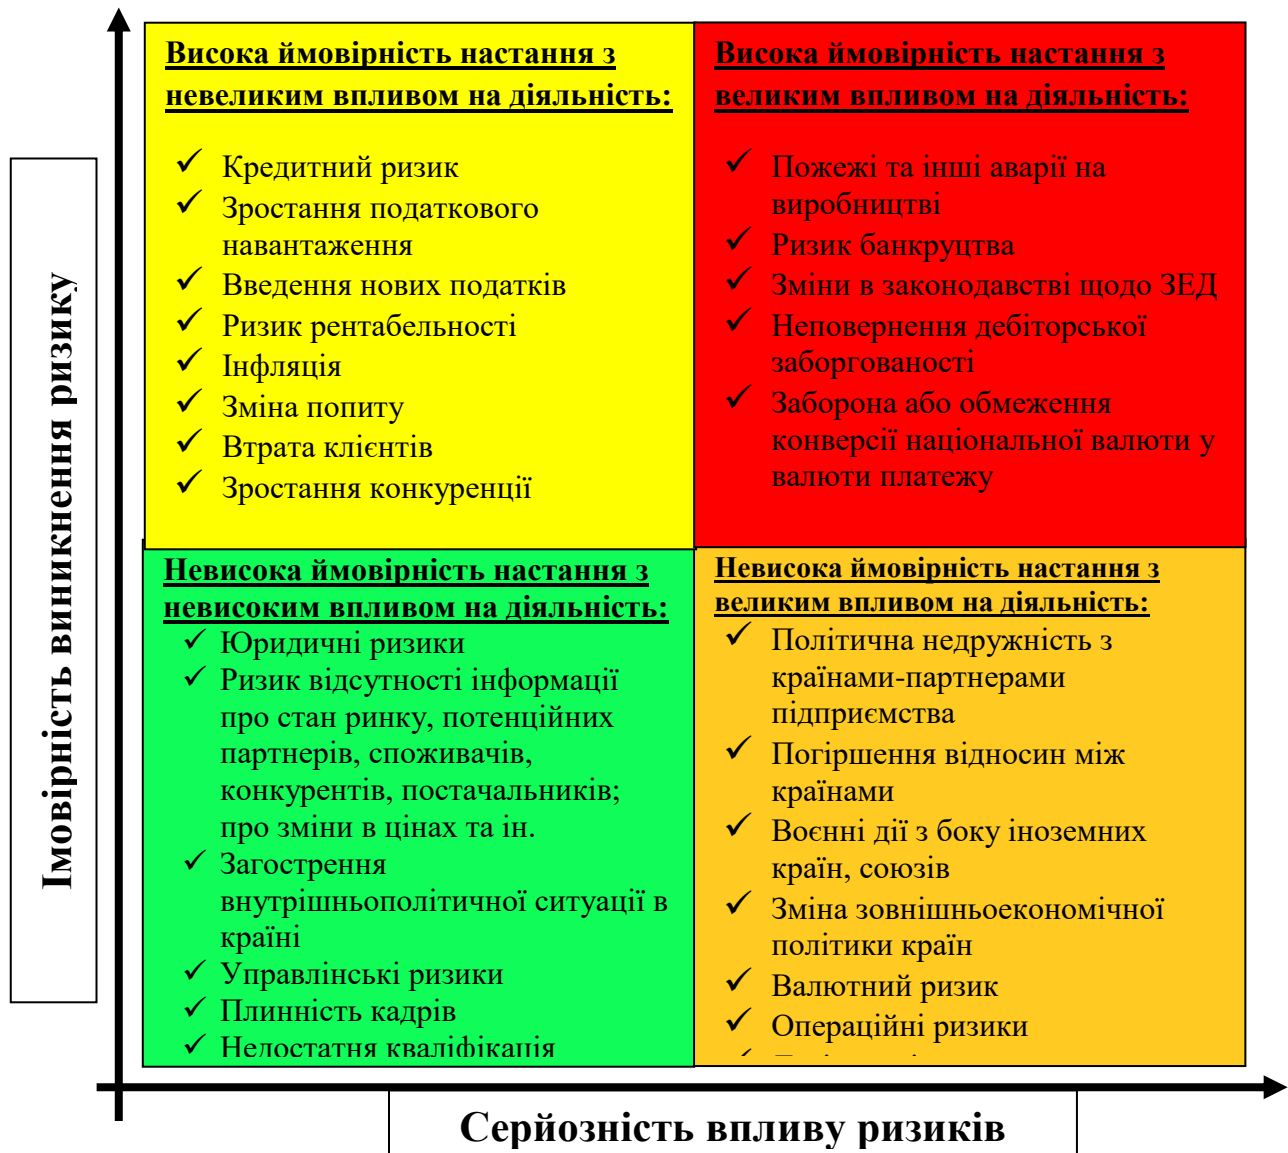 Імовірність виникнення ризику
Висока ймовірність настання з
невеликим впливом на діяльність:
✓ Кредитний ризик
✓ Зростання податкового
навантаження
✓ Введення нових податків
✓ Ризик рентабельності
✓ Інфляція
✓ Зміна попиту
✓ Втрата клієнтів
✓ Зростання конкуренції
Висока ймовірність настання з
великим впливом на діяльність:
✓ Пожежі та інші аварії на
виробництві
✓ Ризик банкруцтва
✓ Зміни в законодавстві щодо ЗЕД
✓ Неповернення дебіторської
заборгованості
✓ Заборона або обмеження
конверсії національної валюти у
валюти платежу
Невисока ймовірність настання з
невисоким впливом на діяльність:
✓ Юридичні ризики
✓ Ризик відсутності інформації
про стан ринку, потенційних
партнерів, споживачів,
конкурентів, постачальників;
про зміни в цінах та ін.
✓ Загострення
внутрішньополітичної ситуації в
країні
✓ Управлінські ризики
✓ Плинність кадрів
✓ Недостатня кваліфікація
Невисока ймовірність настання з
великим впливом на діяльність:
✓ Політична недружність з
країнами-партнерами
підприємства
✓ Погіршення відносин між
країнами
✓ Воєнні дії з боку іноземних
країн, союзів
✓ Зміна зовнішньоекономічної
політики країн
✓ Валютний ризик
✓ Операційні ризики
Серйозність впливу ризиків